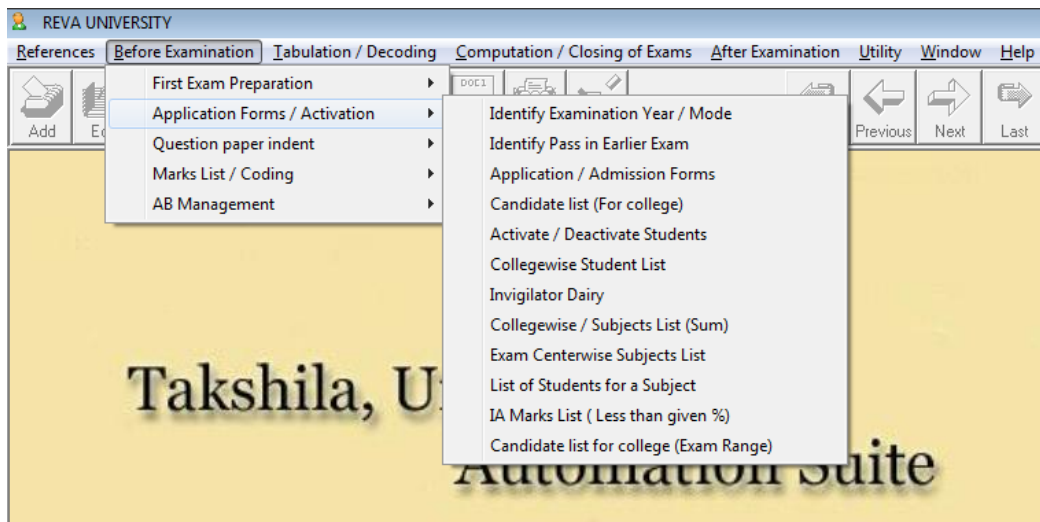 REVA UNIVERSITY
References Before Examination Tabulation / Decoding Computation / Closing of Exams After Examination Utility Window Help
Add
DOC1
Previous Next Last
First Exam Preparation
Application Forms / Activation
Question paper indent
Marks List / Coding
AB Management
Identify Examination Year / Mode
Identify Pass in Earlier Exam
Application / Admission Forms
Candidate list (For college)
Activate / Deactivate Students
Collegewise Student List
Invigilator Dairy
Collegewise / Subjects List (Sum)
Exam Centerwise Subjects List
List of Students for a Subject
IA Marks List ( Less than given %)
Candidate list for college (Exam Range)
Takshila,
Automation Suite